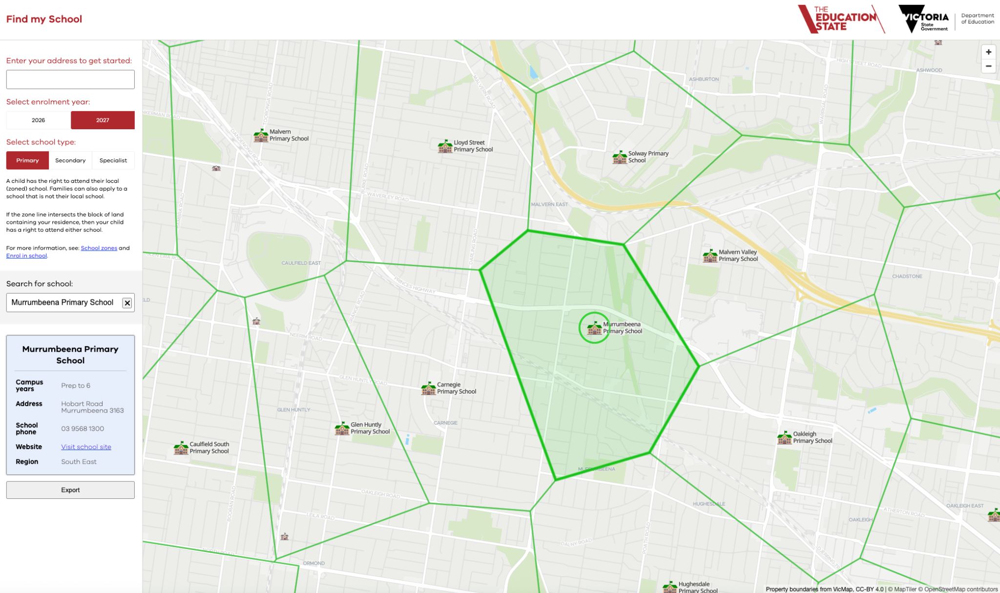 Find my School
THE
EDUCATION
STATE
VICTORIA
State
Government
Department
of Education
Enter your address to get started:
Select enrolment year:
2026
2027
Select school type:
Primary
Secondary
Specialist
A child has the right to attend their local
(zoned) school. Families can also apply to a
school that is not their local school.
If the zone line intersects the block of land
containing your residence, then your child
has a right to attend either school.
For more information, see: School zones and
Enrol in school.
Search for school:
Murrumbeena Primary School
Murrumbeena Primary
School
Campus
years
Prep to 6
Address
Hobart Road
Murrumbeena 3163
School
phone
03 9568 1300
Website
Visit school site
Region
South East
Export
+
−
HIGH STREET ROAD
ASHWOOD
ASHBURTON
MALVERN ROAD
TOORONGA ROAD
WARRIGAL ROAD
DANDENONG ROAD
Malvern
Primary School
Lloyd Street
Primary School
Solway Primary
School
BURKE ROAD
WAVERLEY ROAD
MALVERN EAST
DARLING ROAD
CAULFIELD EAST
Malvern Valley
Primary School
CHADSTONE
PRINCES HIGHWAY
GRANGE ROAD
Murrumbeena
Primary School
NEERIM ROAD
GLEN HUNTLY ROAD
Carnegie
Primary School
GLEN HUNTLY
CARNEGIE
Glen Huntly
Primary School
Caulfield South
Primary School
Oakleigh
Primary School
MURRUMBEENA
BOORAN ROAD
OAKLEIGH ROAD
LEILA ROAD
HUGHESDALE
OAKLEIGH EAST
ATHERTON ROAD
OAKLEIGH
POATH ROAD
DALNY ROAD
NORTH ROAD
ORMOND
Hughesdale
Primary School
Property boundaries from VicMap, CC-BY 4.0 | © MapTiler © OpenStreetMap contributors